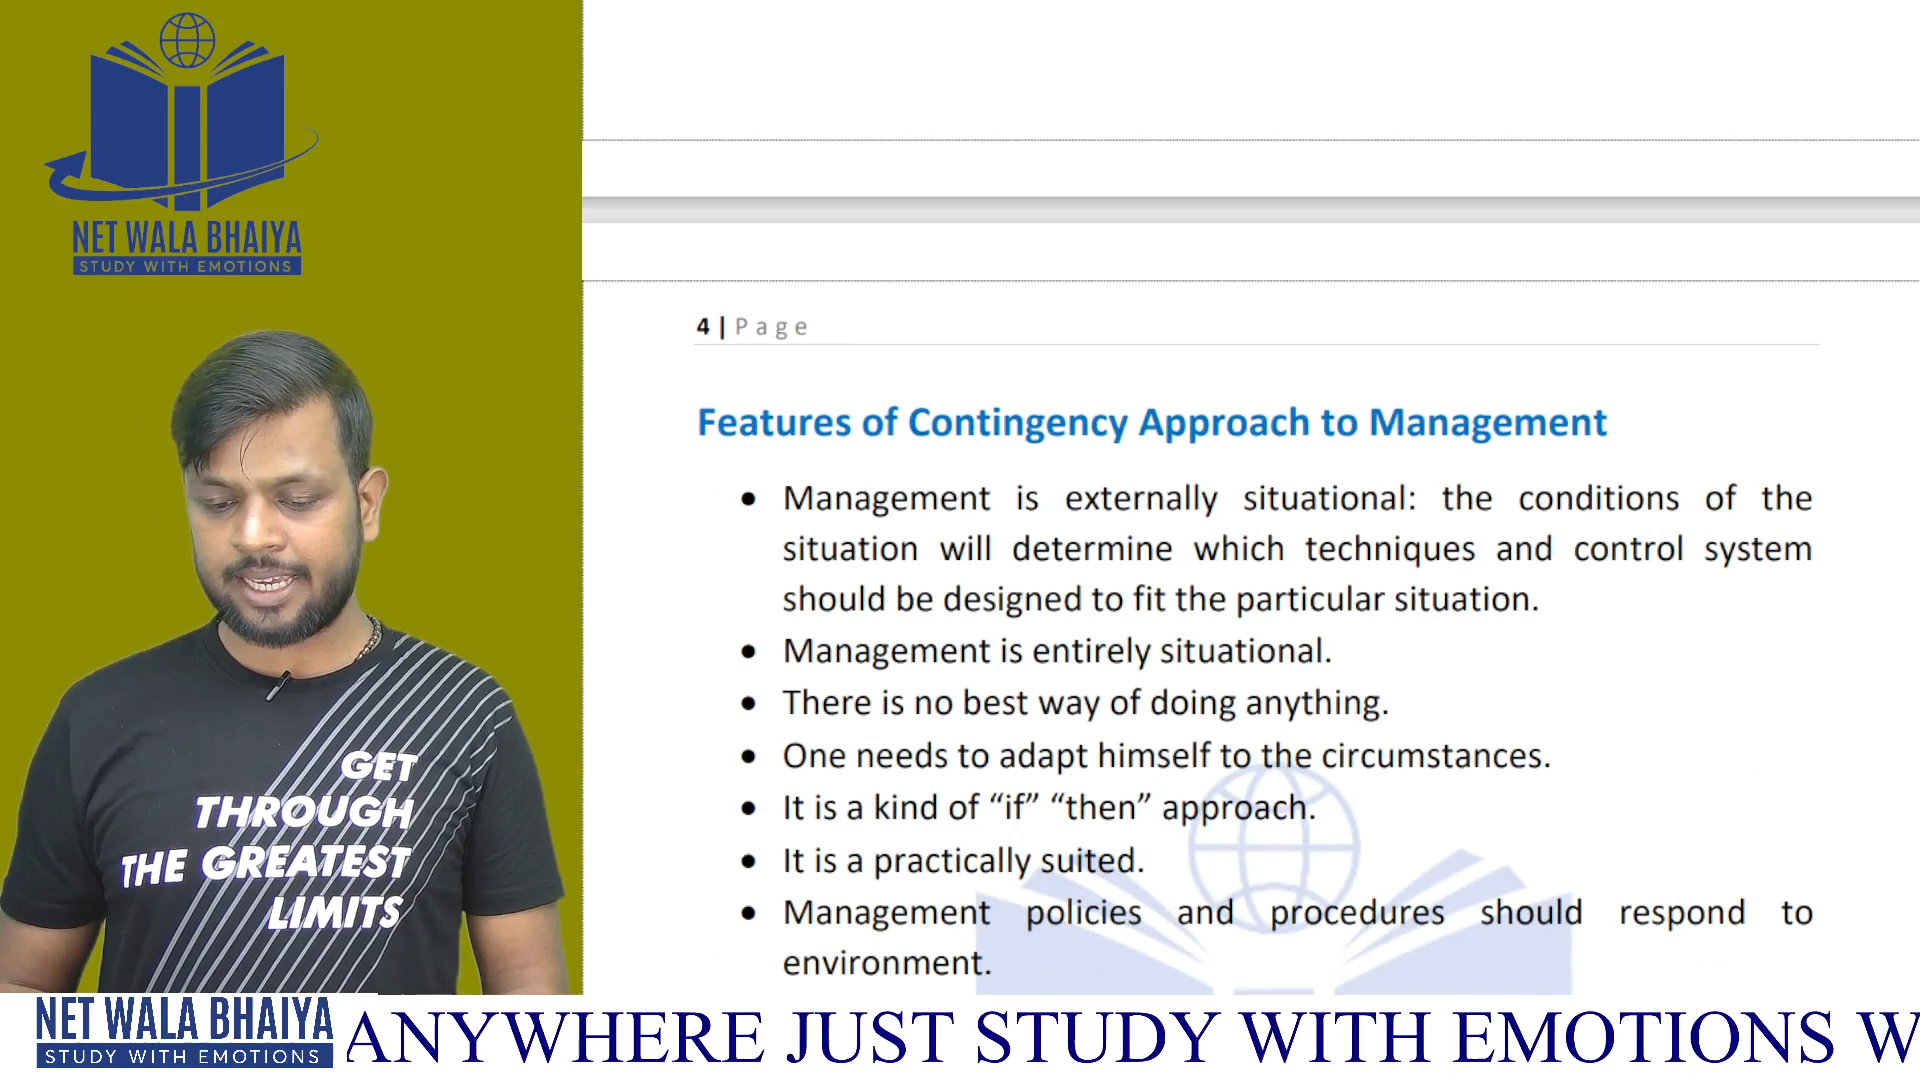 NET WALA BHAIYA
STUDY WITH EMOTIONS
4 | Page
Features of Contingency Approach to Management
• Management is externally situational: the conditions of the
situation will determine which techniques and control system
should be designed to fit the particular situation.
• Management is entirely situational.
• There is no best way of doing anything.
• One needs to adapt himself to the circumstances.
• It is a kind of “if” “then” approach.
• It is a practically suited.
• Management policies and procedures should respond to
environment.
GET
THROUGH
THE GREATEST
LIMITS
NET WALA BHAIYA
STUDY WITH EMOTIONS
ANYWHERE JUST STUDY WITH EMOTIONS W